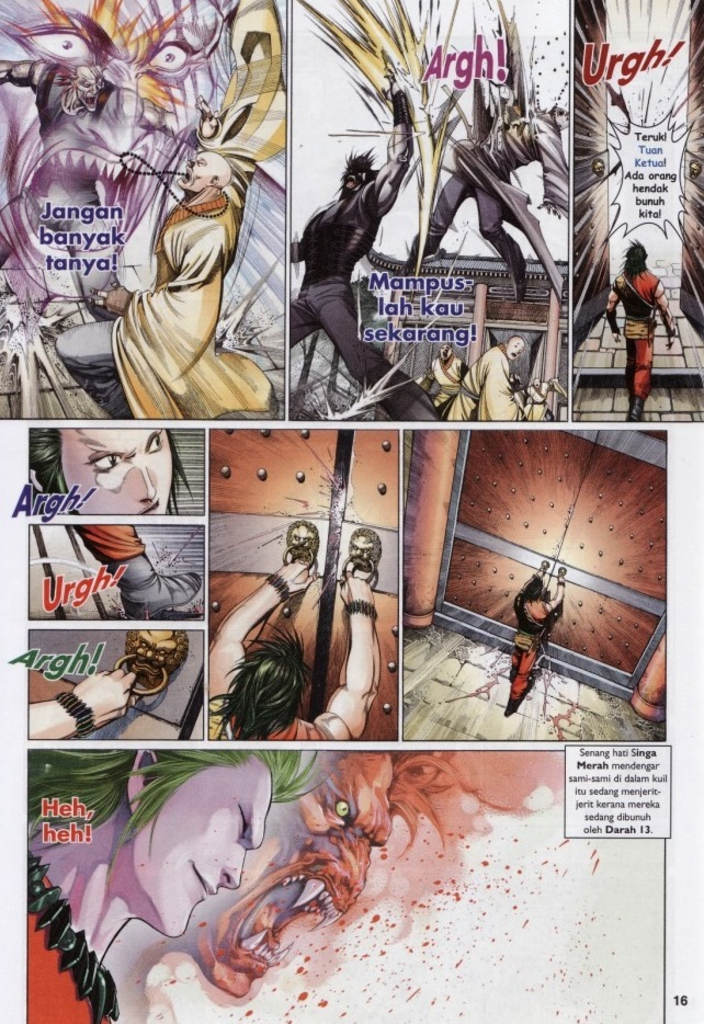 Jangan
banyak
tanya!
Argh!
Mampus-
lah kau
sekarang!
Urgh!
Teruk!
Tuan
Ketua!
Ada orang
hendak
bunuh
kita!
Argh!
Urgh!
Argh!
Heh,
heh!
Senang hati Singa
Merah mendengar
sami-sami di dalam kuil
itu sedang menjerit-
jerit kerana mereka
sedang dibunuh
oleh Darah 13.
16